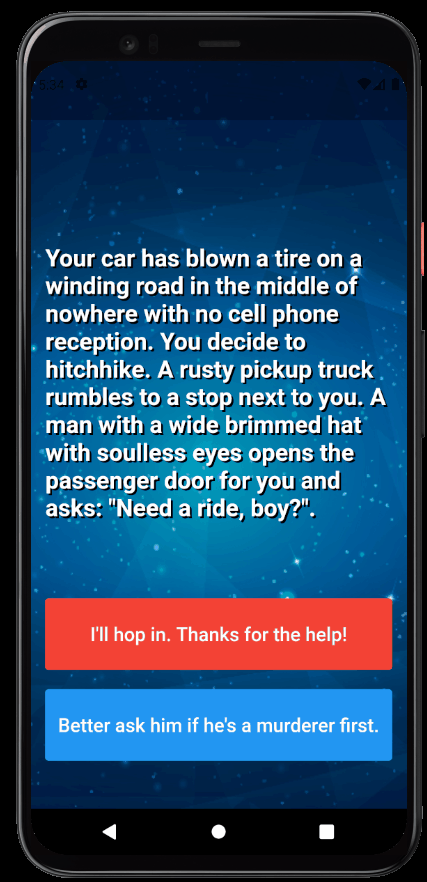 5:34
Your car has blown a tire on a
winding road in the middle of
nowhere with no cell phone
reception. You decide to
hitchhike. A rusty pickup truck
rumbles to a stop next to you. A
man with a wide brimmed hat
with soulless eyes opens the
passenger door for you and
asks: "Need a ride, boy?".
I'll hop in. Thanks for the help!
Better ask him if he's a murderer first.